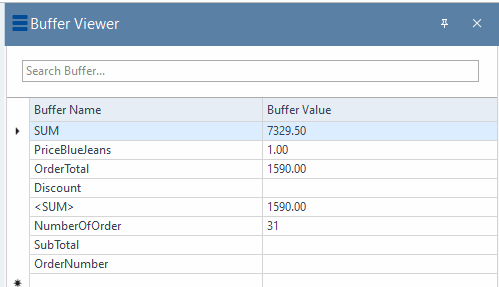 Buffer Viewer
Search Buffer...
Buffer Name Buffer Value
SUM 7329.50
PriceBlueJeans 1.00
OrderTotal 1590.00
Discount
<SUM> 1590.00
NumberOfOrder 31
SubTotal
OrderNumber